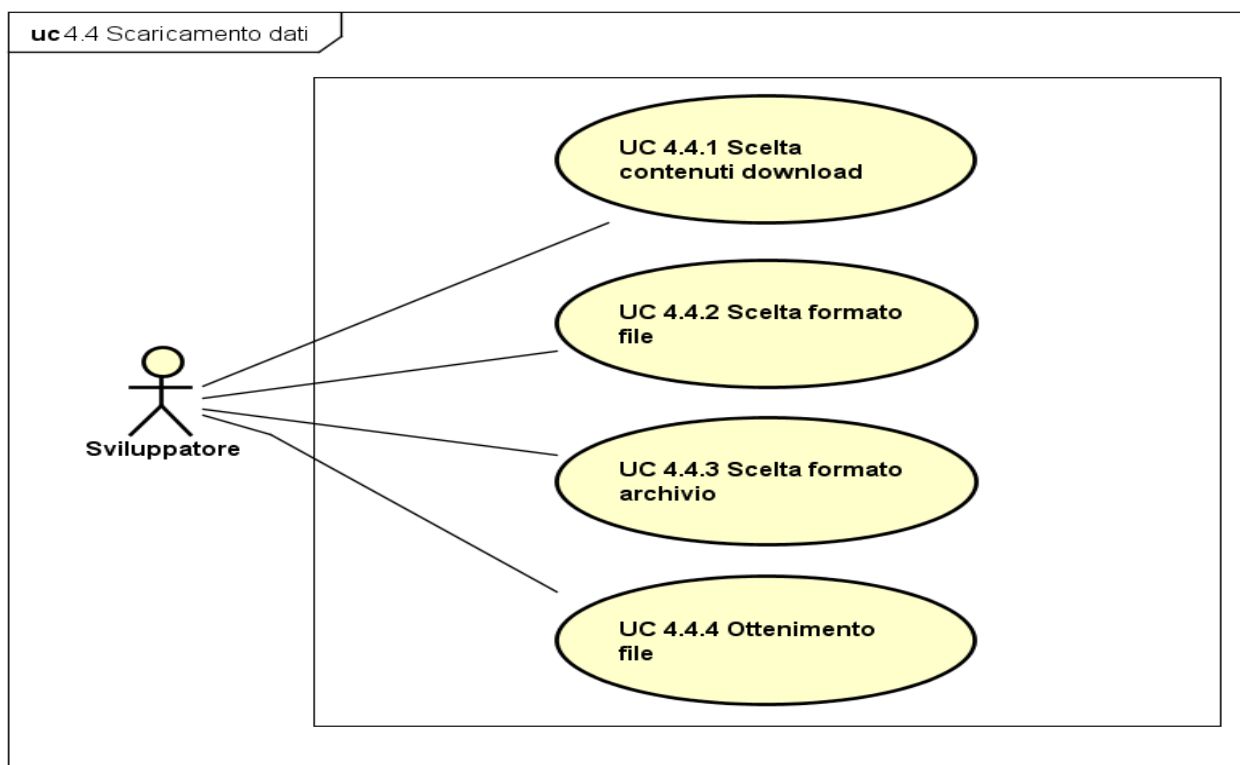 uc 4.4 Scaricamento dati
UC 4.4.1 Scelta
contenuti download
UC 4.4.2 Scelta formato
file
Sviluppatore
UC 4.4.3 Scelta formato
archivio
UC 4.4.4 Ottenimento
file